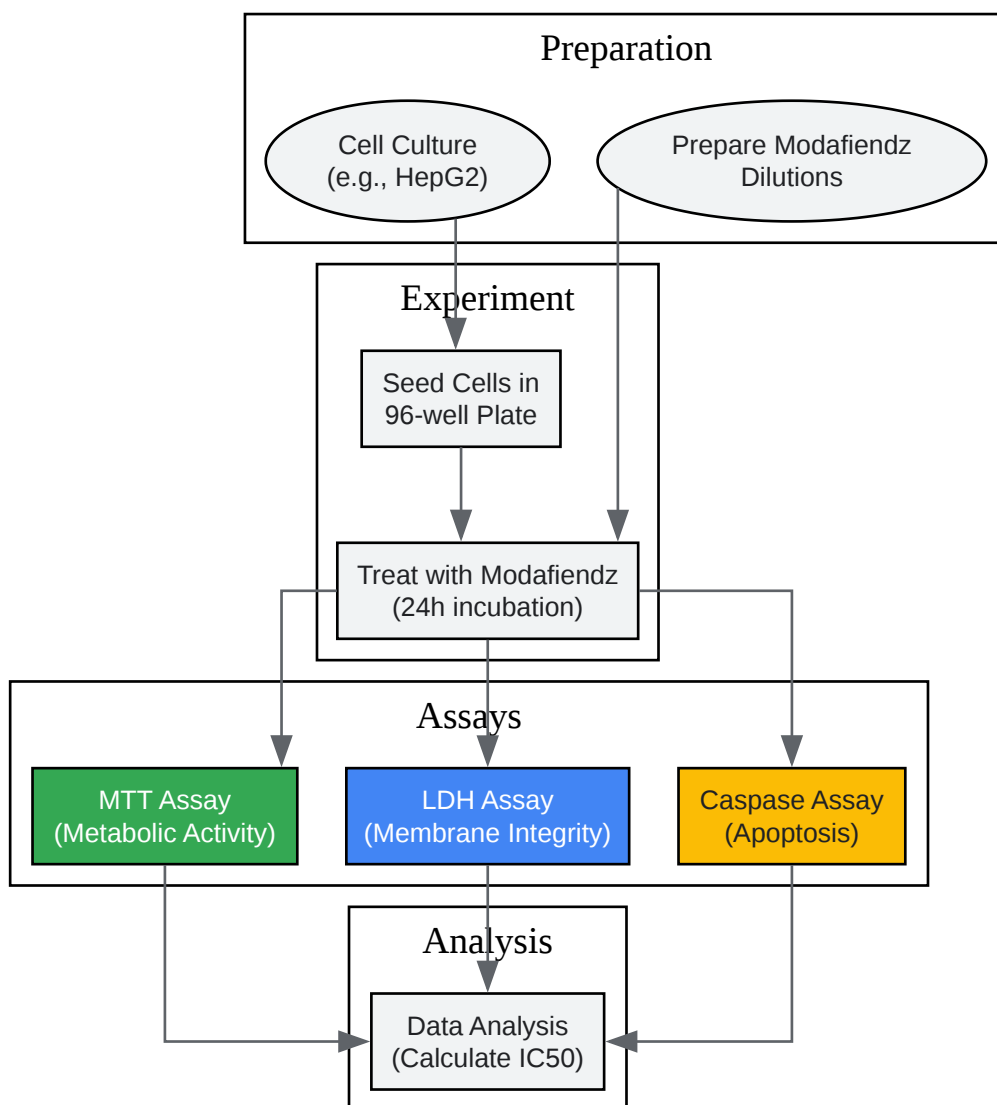 Preparation
Cell Culture
(e.g., HepG2)
Prepare Modafiendz
Dilutions
Experiment
Seed Cells in
96-well Plate
Treat with Modafiendz
(24h incubation)
Assays
MTT Assay
(Metabolic Activity)
LDH Assay
(Membrane Integrity)
Caspase Assay
(Apoptosis)
Analysis
Data Analysis
(Calculate IC50)